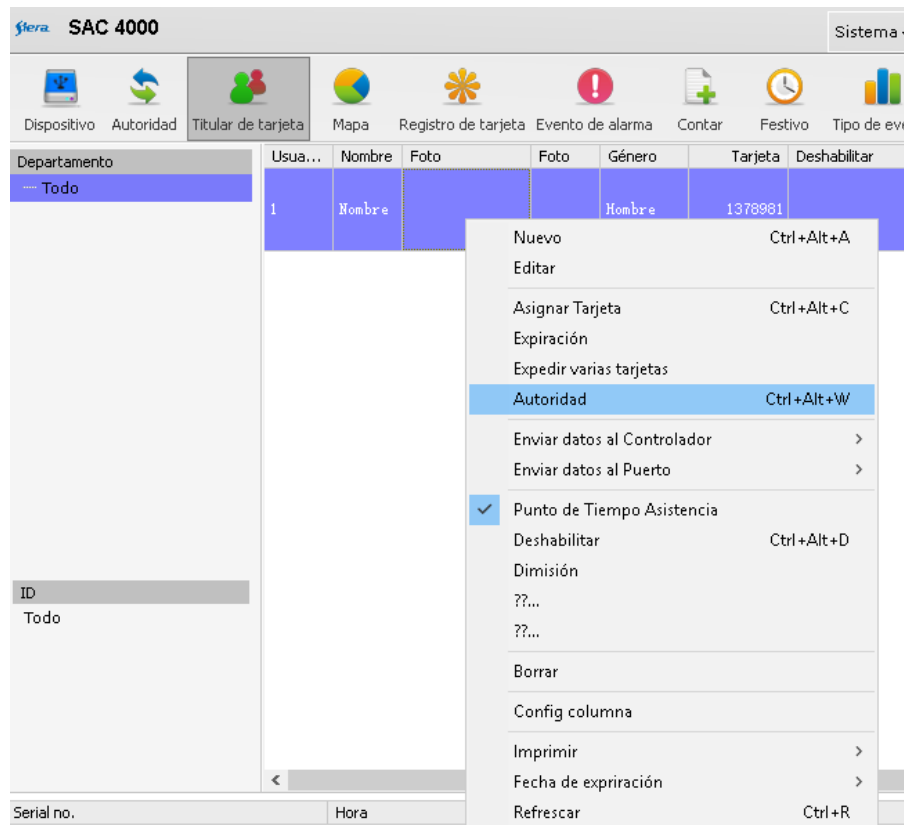 fiera SAC 4000
Sistema
Dispositivo Autoridad Titular de tarjeta Mapa Registro de tarjeta Evento de alarma Contar Festivo Tipo de eve
Departamento
Todo
Usua... Nombre Foto Foto Género Tarjeta Deshabilitar
1 Nombre Hombre 1378981
Nuevo Ctrl+Alt+A
Editar
Asignar Tarjeta Ctrl+Alt+C
Expiración
Expedir varias tarjetas
Autoridad Ctrl+Alt+W
Enviar datos al Controlador
Enviar datos al Puerto
Punto de Tiempo Asistencia
Deshabilitar Ctrl+Alt+D
Dimisión
??...
??...
Borrar
Config columna
Imprimir
Fecha de expriración
Refrescar Ctrl+R
ID
Todo
Serial no. Hora